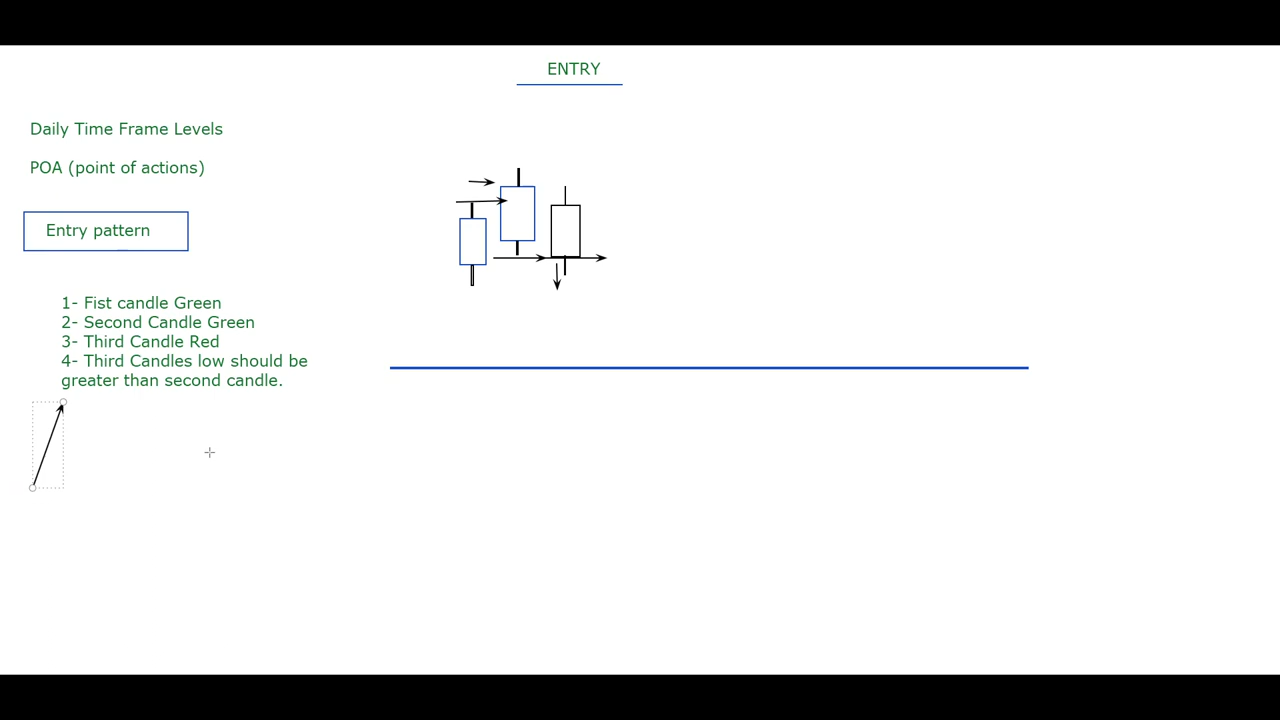 ENTRY
Daily Time Frame Levels
POA (point of actions)
Entry pattern
1- Fist candle Green
2- Second Candle Green
3- Third Candle Red
4- Third Candles low should be
greater than second candle.